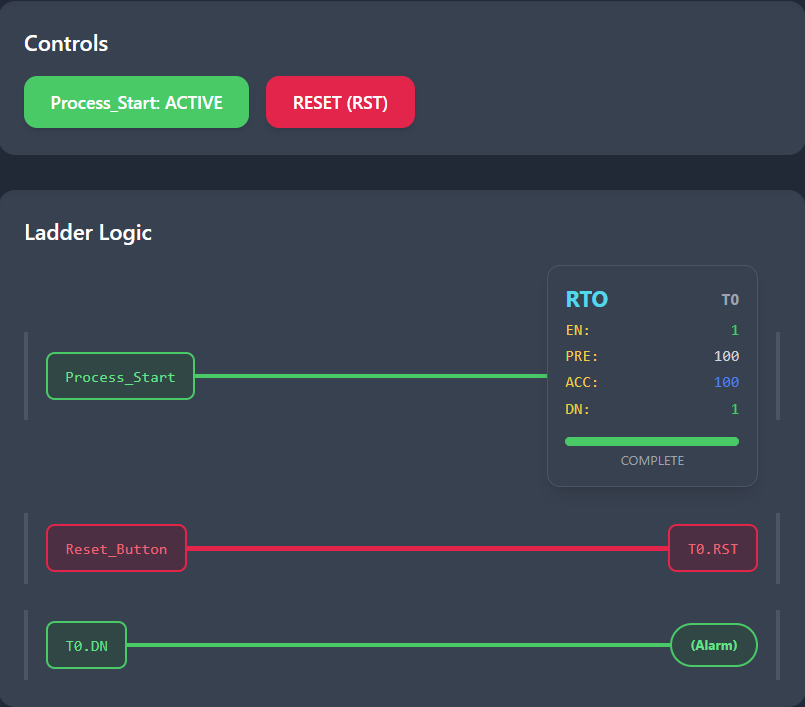 Controls
Process_Start: ACTIVE
RESET (RST)
Ladder Logic
RTO T0
EN: 1
PRE: 100
ACC: 100
DN: 1
COMPLETE
Process_Start
Reset_Button
T0.RST
T0.DN
(Alarm)